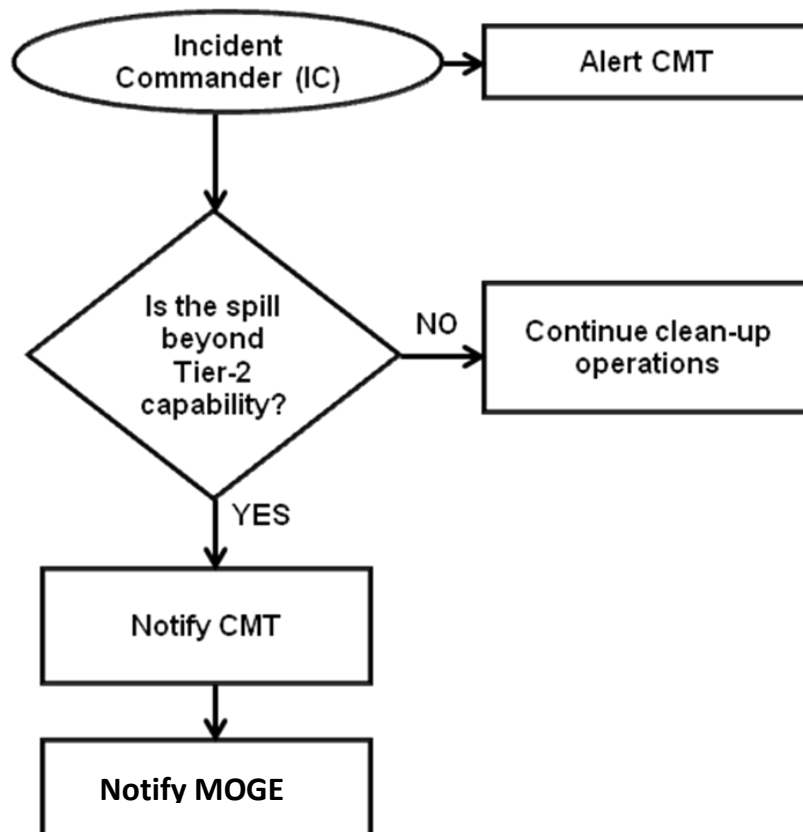 Incident
Commander (IC)
Alert CMT
Is the spill
beyond
Tier-2
capability?
NO
Continue clean-up
operations
YES
Notify CMT
Notify MOGE